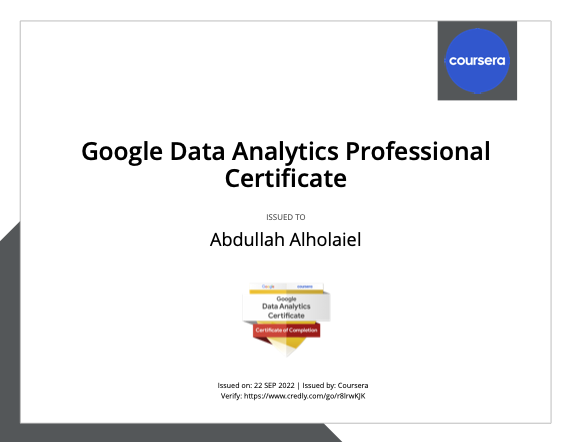 coursera
Google Data Analytics Professional
Certificate
ISSUED TO
Abdullah Alholaiel
Google coursera
Google
Data Analytics
Certificate
Certificate of Completion
Issued on: 22 SEP 2022 | Issued by: Coursera
Verify: https://www.credly.com/go/r8lrwKJK